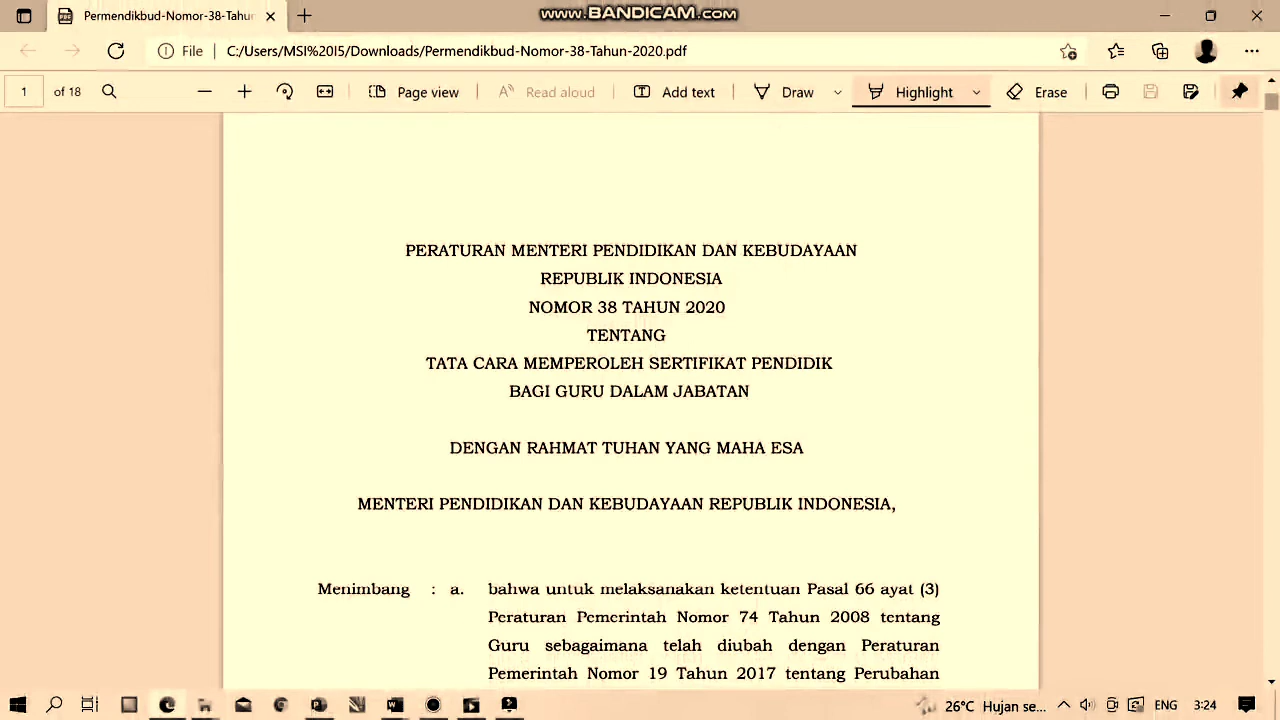 www.BANDICAM.com
Permendikbud-Nomor-38-Tahun
File C:/Users/MSI%20I5/Downloads/Permendikbud-Nomor-38-Tahun-2020.pdf
1 of 18 Page view Read aloud Add text Draw Highlight Erase
PERATURAN MENTERI PENDIDIKAN DAN KEBUDAYAAN
REPUBLIK INDONESIA
NOMOR 38 TAHUN 2020
TENTANG
TATA CARA MEMPEROLEH SERTIFIKAT PENDIDIK
BAGI GURU DALAM JABATAN
DENGAN RAHMAT TUHAN YANG MAHA ESA
MENTERI PENDIDIKAN DAN KEBUDAYAAN REPUBLIK INDONESIA,
Menimbang : a. bahwa untuk melaksanakan ketentuan Pasal 66 ayat (3)
Peraturan Pemerintah Nomor 74 Tahun 2008 tentang
Guru sebagaimana telah diubah dengan Peraturan
Pemerintah Nomor 19 Tahun 2017 tentang Perubahan
26°C Hujan se... ENG 3:24